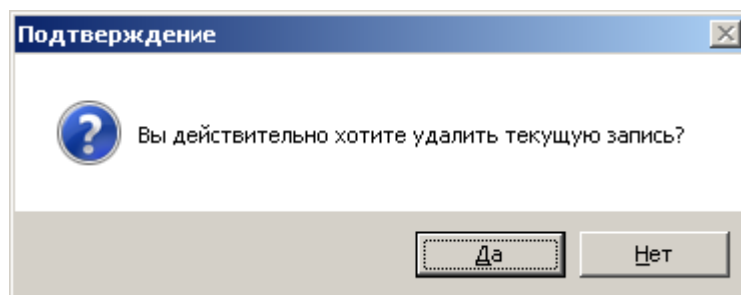 Подтверждение
Вы действительно хотите удалить текущую запись?
Да
Нет